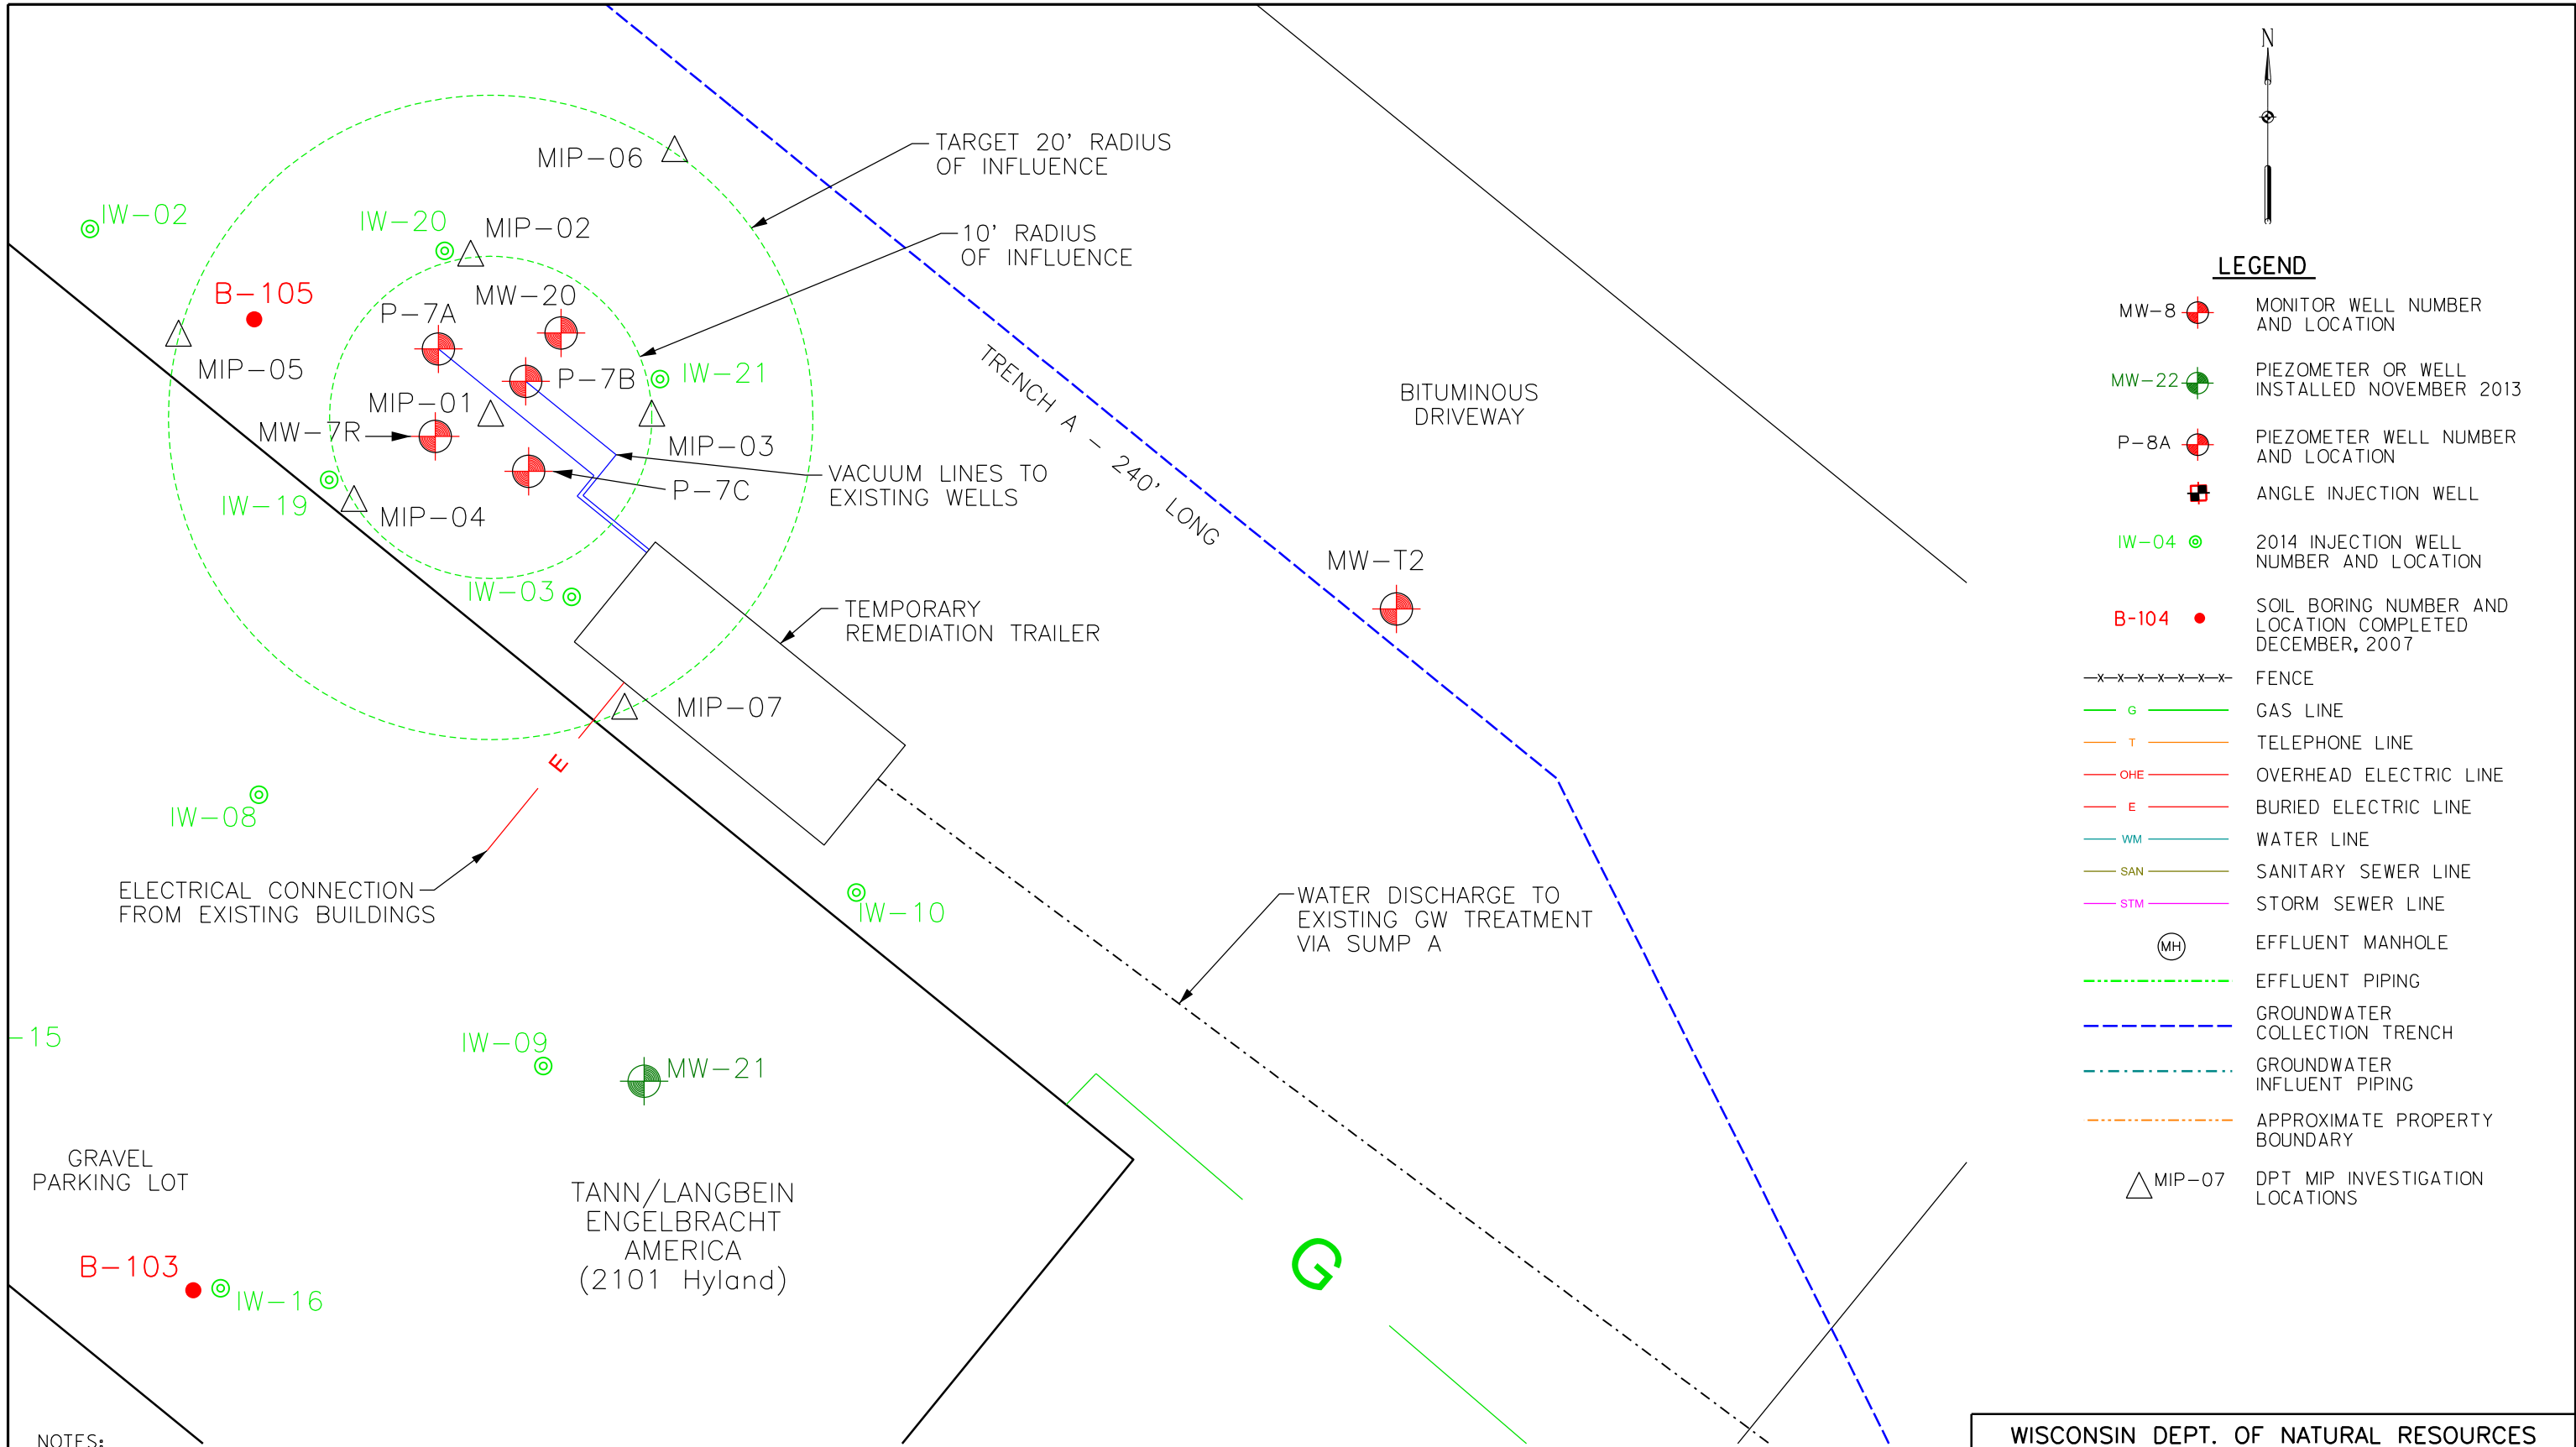 N
TARGET 20' RADIUS
OF INFLUENCE
MIP-06
IW-02
IW-20
MIP-02
10' RADIUS
OF INFLUENCE
B-105
MW-20
P-7A
MIP-05
P-7B
IW-21
MIP-01
MW-7R
MIP-03
VACUUM LINES TO
EXISTING WELLS
P-7C
IW-19
MIP-04
TRENCH A - 240' LONG
BITUMINOUS
DRIVEWAY
MW-T2
IW-03
TEMPORARY
REMEDIATION TRAILER
MIP-07
E
IW-08
ELECTRICAL CONNECTION
FROM EXISTING BUILDINGS
IW-10
WATER DISCHARGE TO
EXISTING GW TREATMENT
VIA SUMP A
-15
IW-09
MW-21
GRAVEL
PARKING LOT
TANN/LANGBEIN
ENGELBRACHT
AMERICA
(2101 Hyland)
B-103
IW-16
G
NOTES:
LEGEND
MW-8 MONITOR WELL NUMBER
AND LOCATION
MW-22 PIEZOMETER OR WELL
INSTALLED NOVEMBER 2013
P-8A PIEZOMETER WELL NUMBER
AND LOCATION
ANGLE INJECTION WELL
IW-04 2014 INJECTION WELL
NUMBER AND LOCATION
B-104 SOIL BORING NUMBER AND
LOCATION COMPLETED
DECEMBER, 2007
-X-X-X-X-X-X- FENCE
G GAS LINE
T TELEPHONE LINE
OHE OVERHEAD ELECTRIC LINE
E BURIED ELECTRIC LINE
WM WATER LINE
SAN SANITARY SEWER LINE
STM STORM SEWER LINE
MH EFFLUENT MANHOLE
EFFLUENT PIPING
GROUNDWATER
COLLECTION TRENCH
GROUNDWATER
INFLUENT PIPING
APPROXIMATE PROPERTY
BOUNDARY
MIP-07 DPT MIP INVESTIGATION
LOCATIONS
WISCONSIN DEPT. OF NATURAL RESOURCES